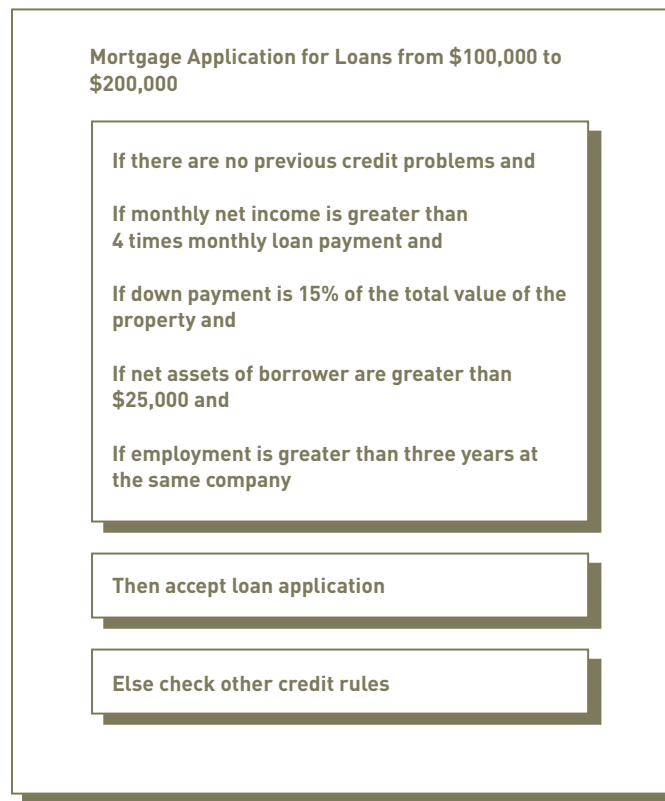 Mortgage Application for Loans from $100,000 to
$200,000
If there are no previous credit problems and
If monthly net income is greater than
4 times monthly loan payment and
If down payment is 15% of the total value of the
property and
If net assets of borrower are greater than
$25,000 and
If employment is greater than three years at
the same company
Then accept loan application
Else check other credit rules